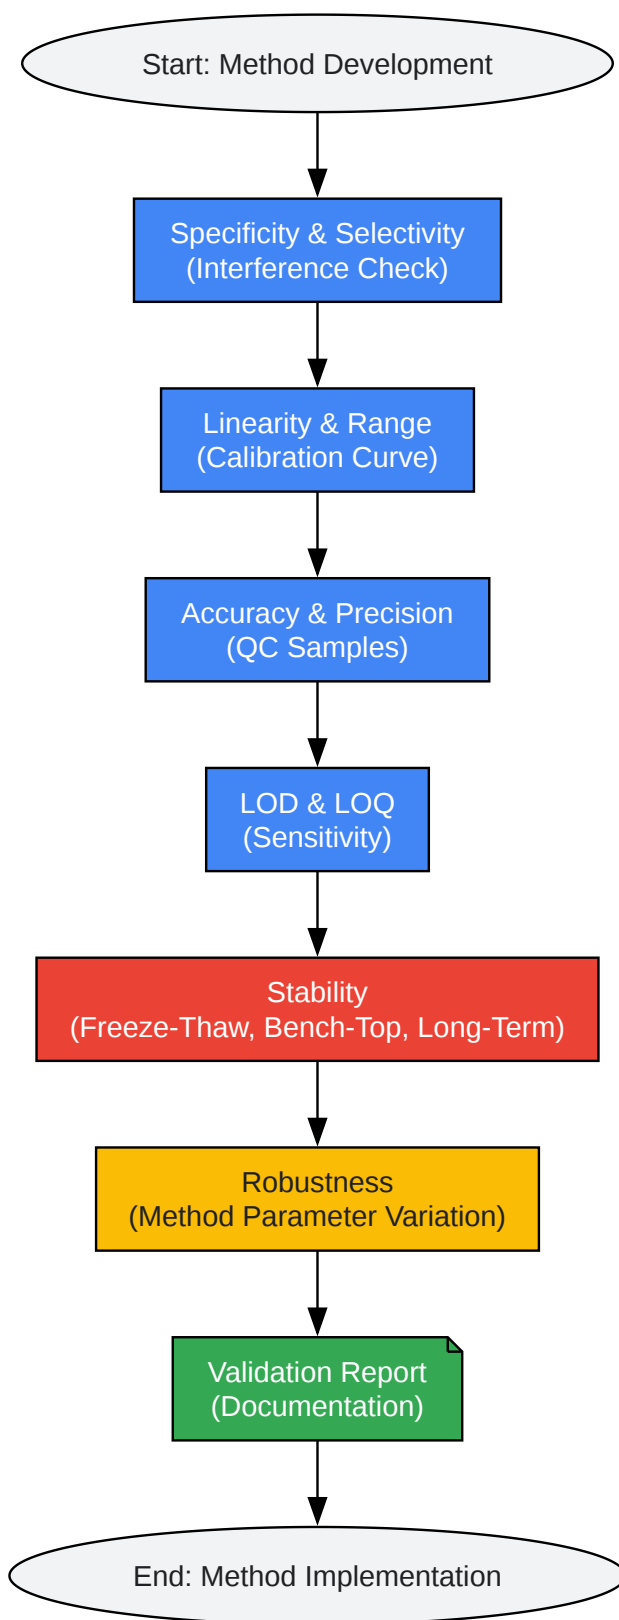 Start: Method Development
Specificity & Selectivity
(Interference Check)
Linearity & Range
(Calibration Curve)
Accuracy & Precision
(QC Samples)
LOD & LOQ
(Sensitivity)
Stability
(Freeze-Thaw, Bench-Top, Long-Term)
Robustness
(Method Parameter Variation)
Validation Report
(Documentation)
End: Method Implementation